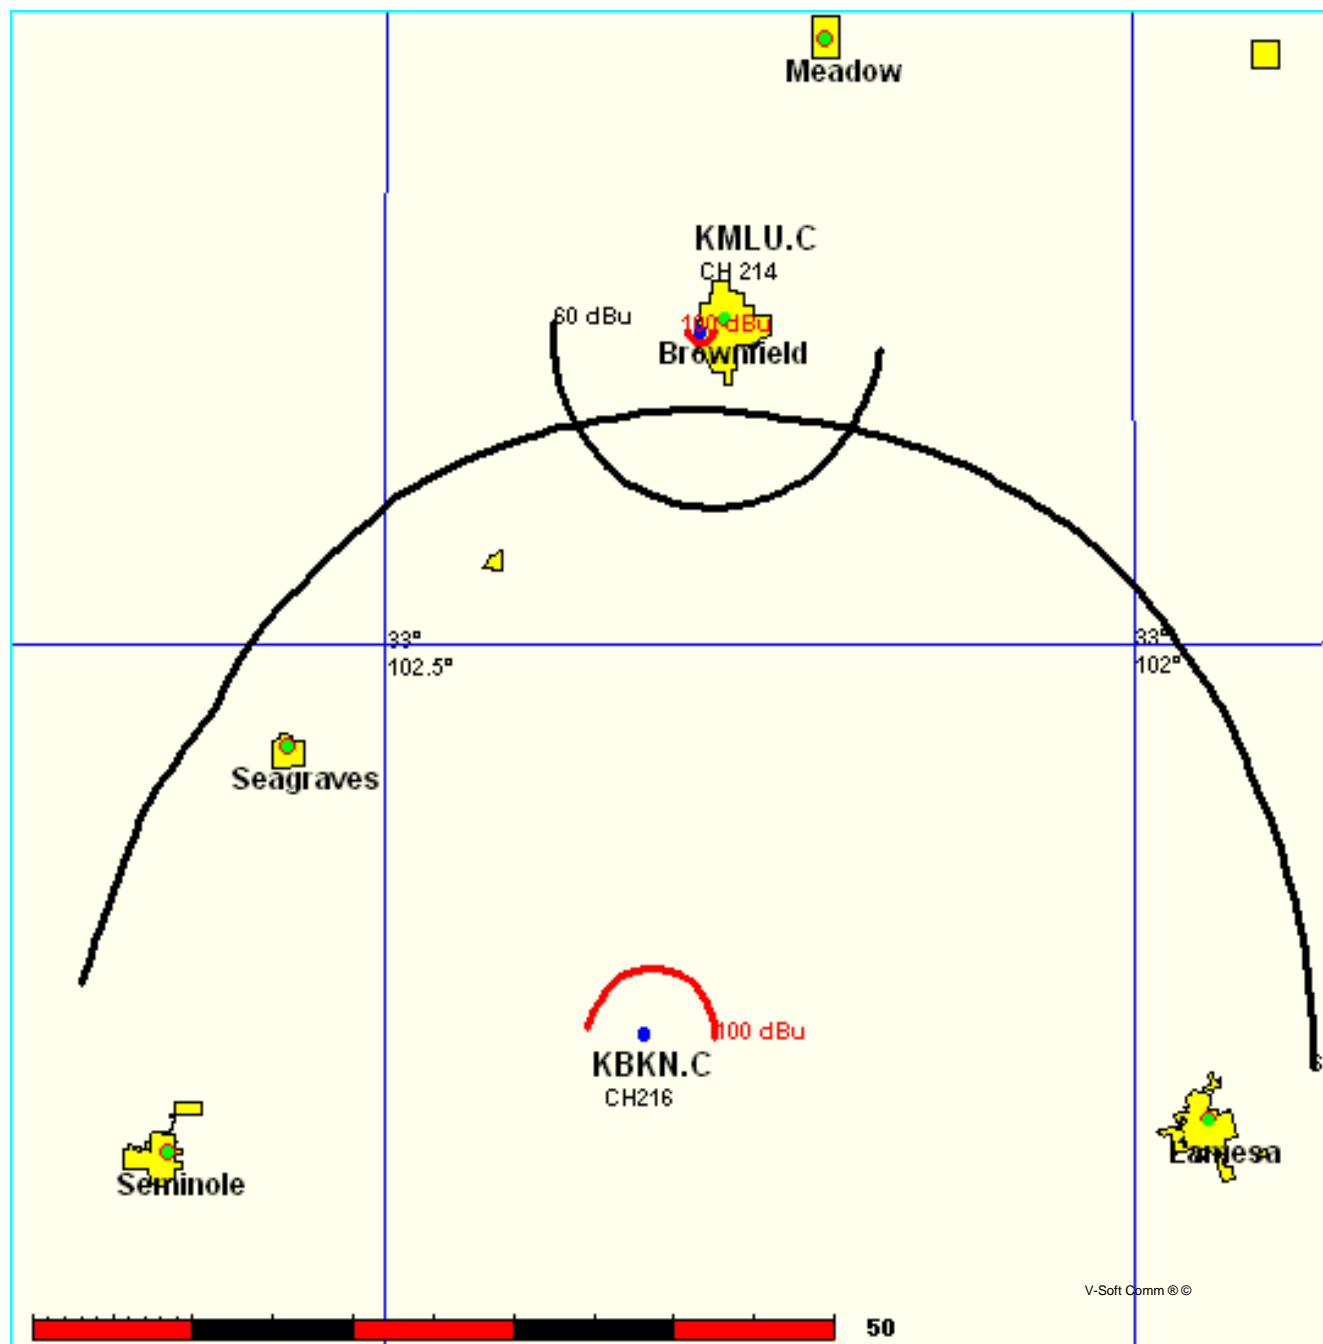 Meadow
KMLU.C
CH 214
60 dBu
100 dBu
Brownfield
33°
102.5°
33°
102°
Seagraves
100 dBu
KBKN.C
CH216
Seminole
Lamesa
V-Soft Comm ® ©
50